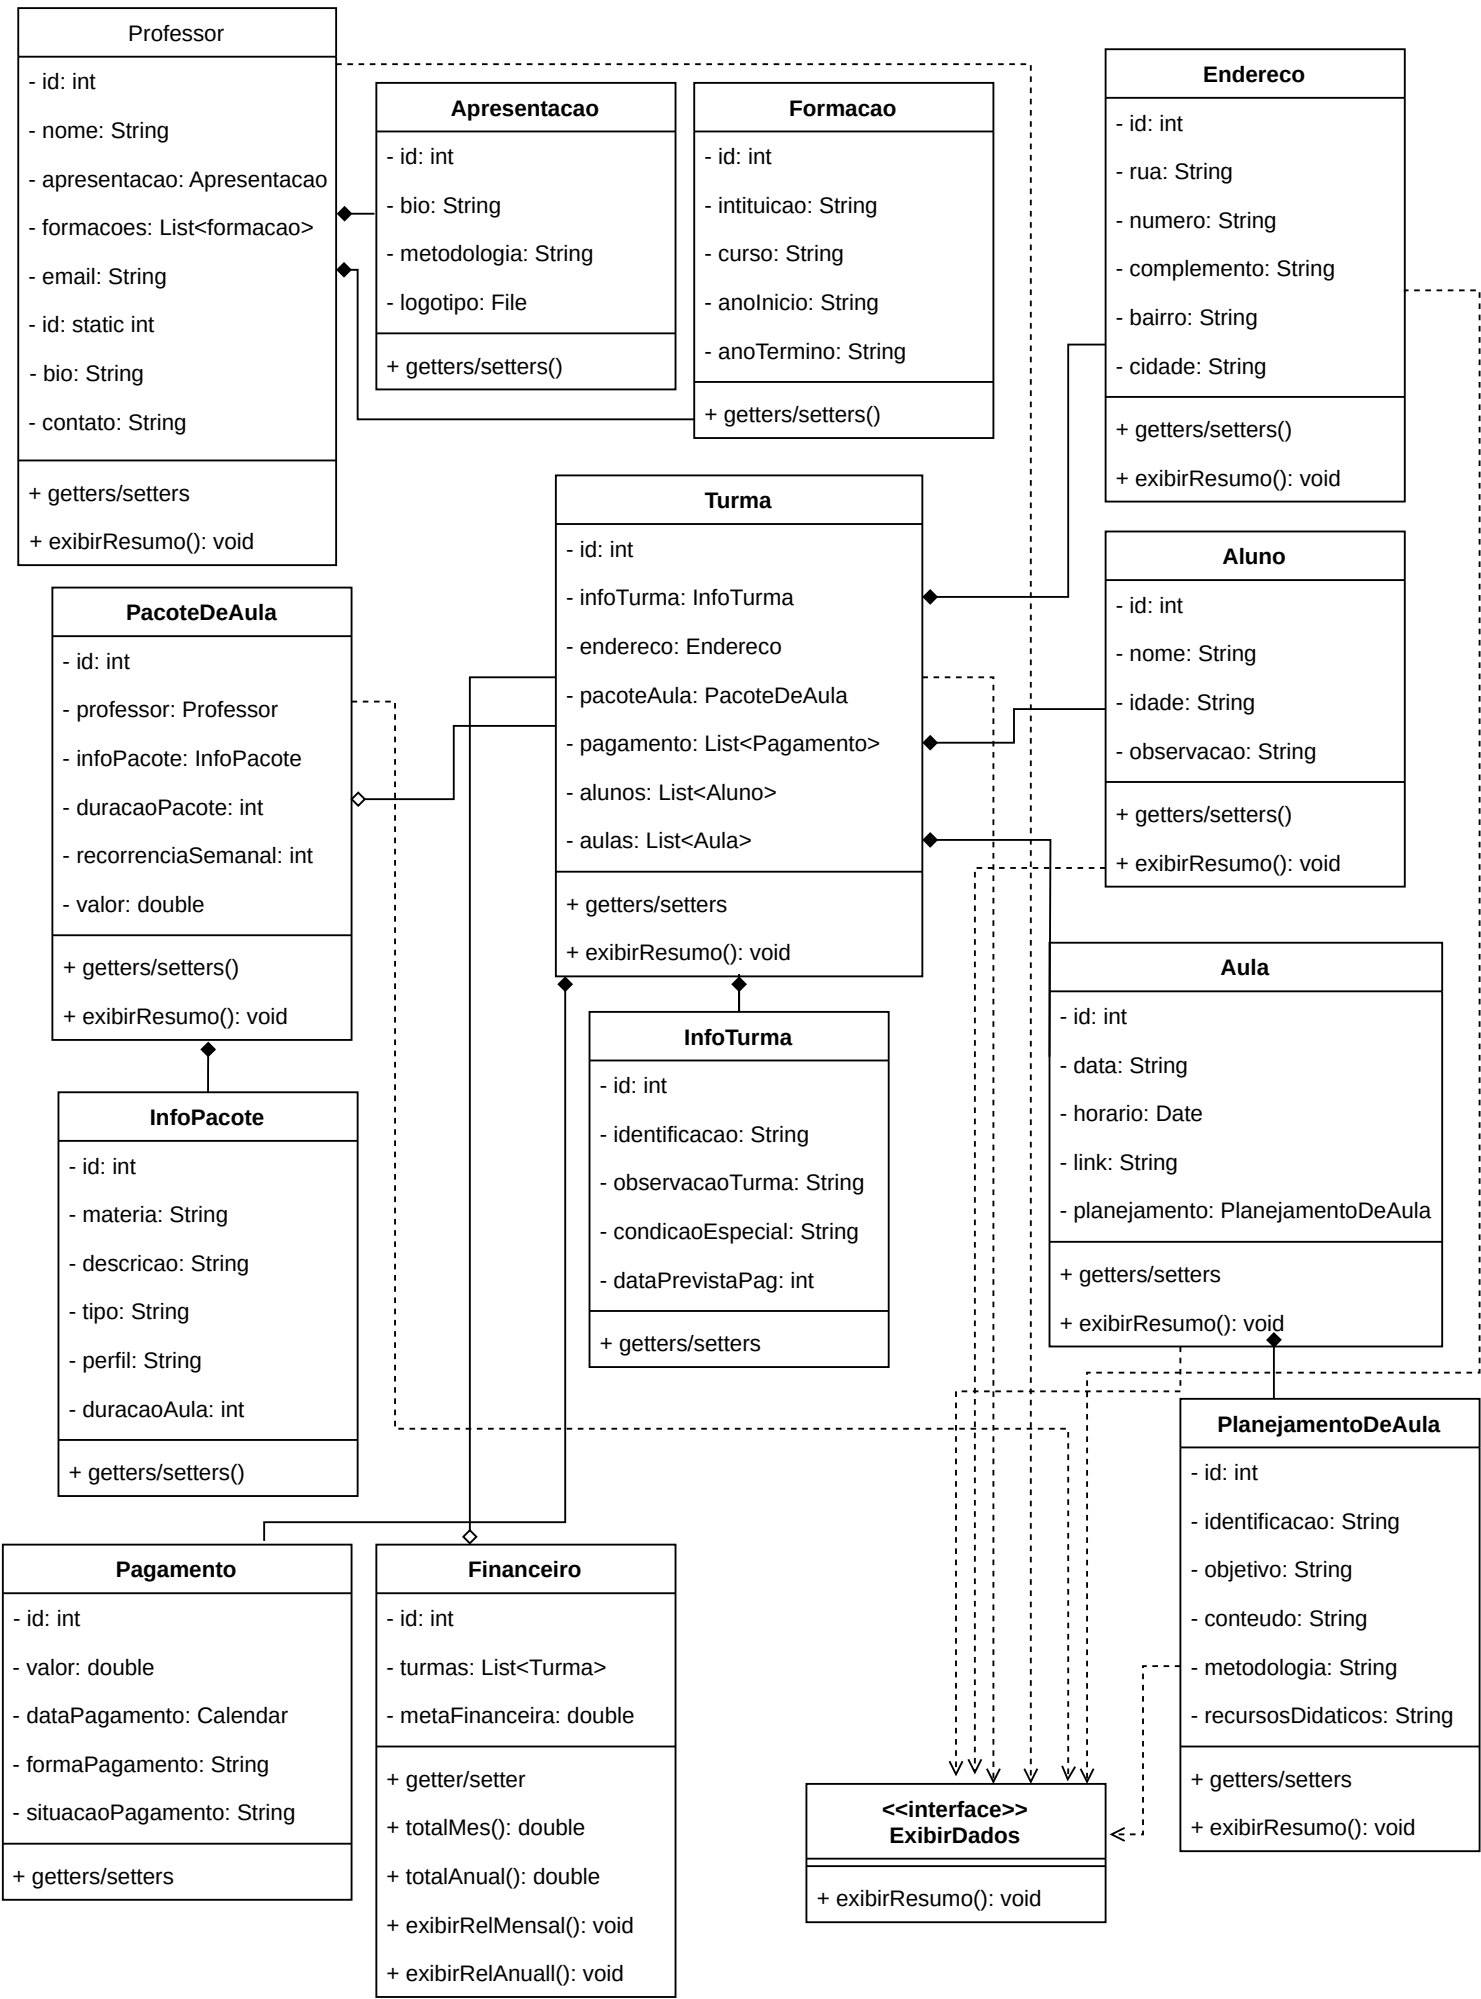 Professor
- id: int
- nome: String
- apresentacao: Apresentacao
- formacoes: List<formacao>
- email: String
- id: static int
- bio: String
- contato: String
+ getters/setters
+ exibirResumo(): void
Apresentacao
- id: int
- bio: String
- metodologia: String
- logotipo: File
+ getters/setters()
Formacao
- id: int
- intituicao: String
- curso: String
- anoInicio: String
- anoTermino: String
+ getters/setters()
Endereco
- id: int
- rua: String
- numero: String
- complemento: String
- bairro: String
- cidade: String
+ getters/setters()
+ exibirResumo(): void
Turma
- id: int
- infoTurma: InfoTurma
- endereco: Endereco
- pacoteAula: PacoteDeAula
- pagamento: List<Pagamento>
- alunos: List<Aluno>
- aulas: List<Aula>
+ getters/setters
+ exibirResumo(): void
Aluno
- id: int
- nome: String
- idade: String
- observacao: String
+ getters/setters()
+ exibirResumo(): void
PacoteDeAula
- id: int
- professor: Professor
- infoPacote: InfoPacote
- duracaoPacote: int
- recorrenciaSemanal: int
- valor: double
+ getters/setters()
+ exibirResumo(): void
Aula
- id: int
- data: String
- horario: Date
- link: String
- planejamento: PlanejamentoDeAula
+ getters/setters
+ exibirResumo(): void
InfoTurma
- id: int
- identificacao: String
- observacaoTurma: String
- condicaoEspecial: String
- dataPrevistaPag: int
+ getters/setters
InfoPacote
- id: int
- materia: String
- descricao: String
- tipo: String
- perfil: String
- duracaoAula: int
+ getters/setters()
PlanejamentoDeAula
- id: int
- identificacao: String
- objetivo: String
- conteudo: String
- metodologia: String
- recursosDidaticos: String
+ getters/setters
+ exibirResumo(): void
Pagamento
- id: int
- valor: double
- dataPagamento: Calendar
- formaPagamento: String
- situacaoPagamento: String
+ getters/setters
Financeiro
- id: int
- turmas: List<Turma>
- metaFinanceira: double
+ getter/setter
+ totalMes(): double
+ totalAnual(): double
+ exibirRelMensal(): void
+ exibirRelAnuall(): void
<<interface>>
ExibirDados
+ exibirResumo(): void